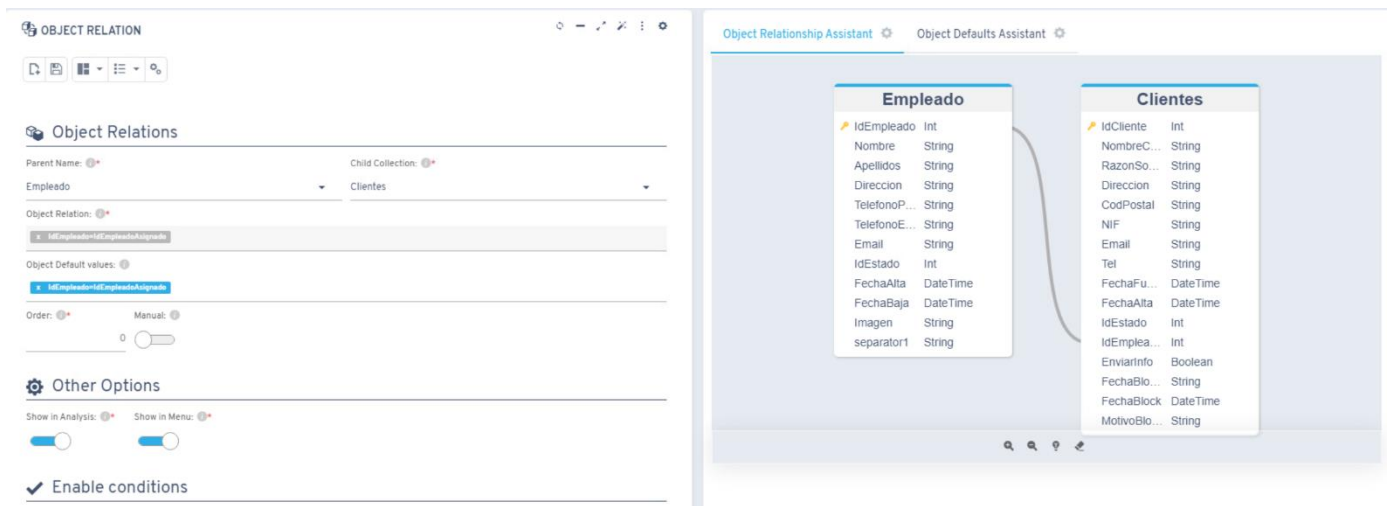 OBJECT RELATION
Object Relations
Parent Name: *
Child Collection: *
Empleado
Clientes
Object Relation: *
x IdEmpleado=IdEmpleadoAsignado
Object Default values:
x IdEmpleado=IdEmpleadoAsignado
Order: *
Manual:
0
Other Options
Show in Analysis: *
Show in Menu: *
Enable conditions
Object Relationship Assistant
Object Defaults Assistant
Empleado
IdEmpleado Int
Nombre String
Apellidos String
Direccion String
TelefonoP... String
TelefonoE... String
Email String
IdEstado Int
FechaAlta DateTime
FechaBaja DateTime
Imagen String
separator1 String
Clientes
IdCliente Int
NombreC... String
RazonSo... String
Direccion String
CodPostal String
NIF String
Email String
Tel String
FechaFu... DateTime
FechaAlta DateTime
IdEstado Int
IdEmplea... Int
EnviarInfo Boolean
FechaBlo... String
FechaBlock DateTime
MotivoBlo... String